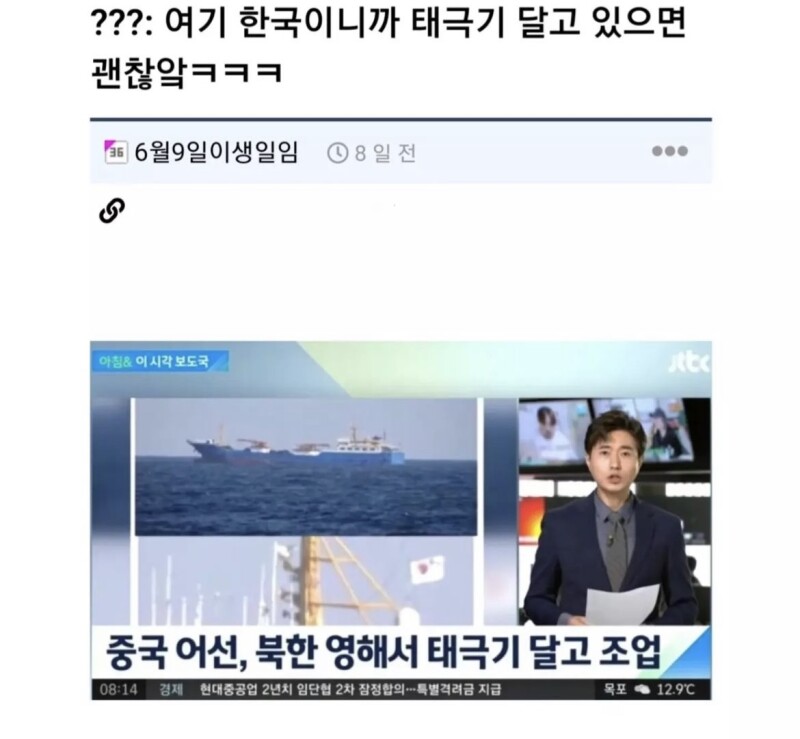 ???: 여기 한국이니까 태극기 달고 있으면
괜찮앜ㅋㅋㅋ
36 6월9일이생일임 8 일 전
아침& 이 시각 보도국
jtbc
중국 어선, 북한 영해서 태극기 달고 조업
08:14 경제 현대중공업 2년치 임단협 2차 잠정합의…특별격려금 지급 목포 12.9℃